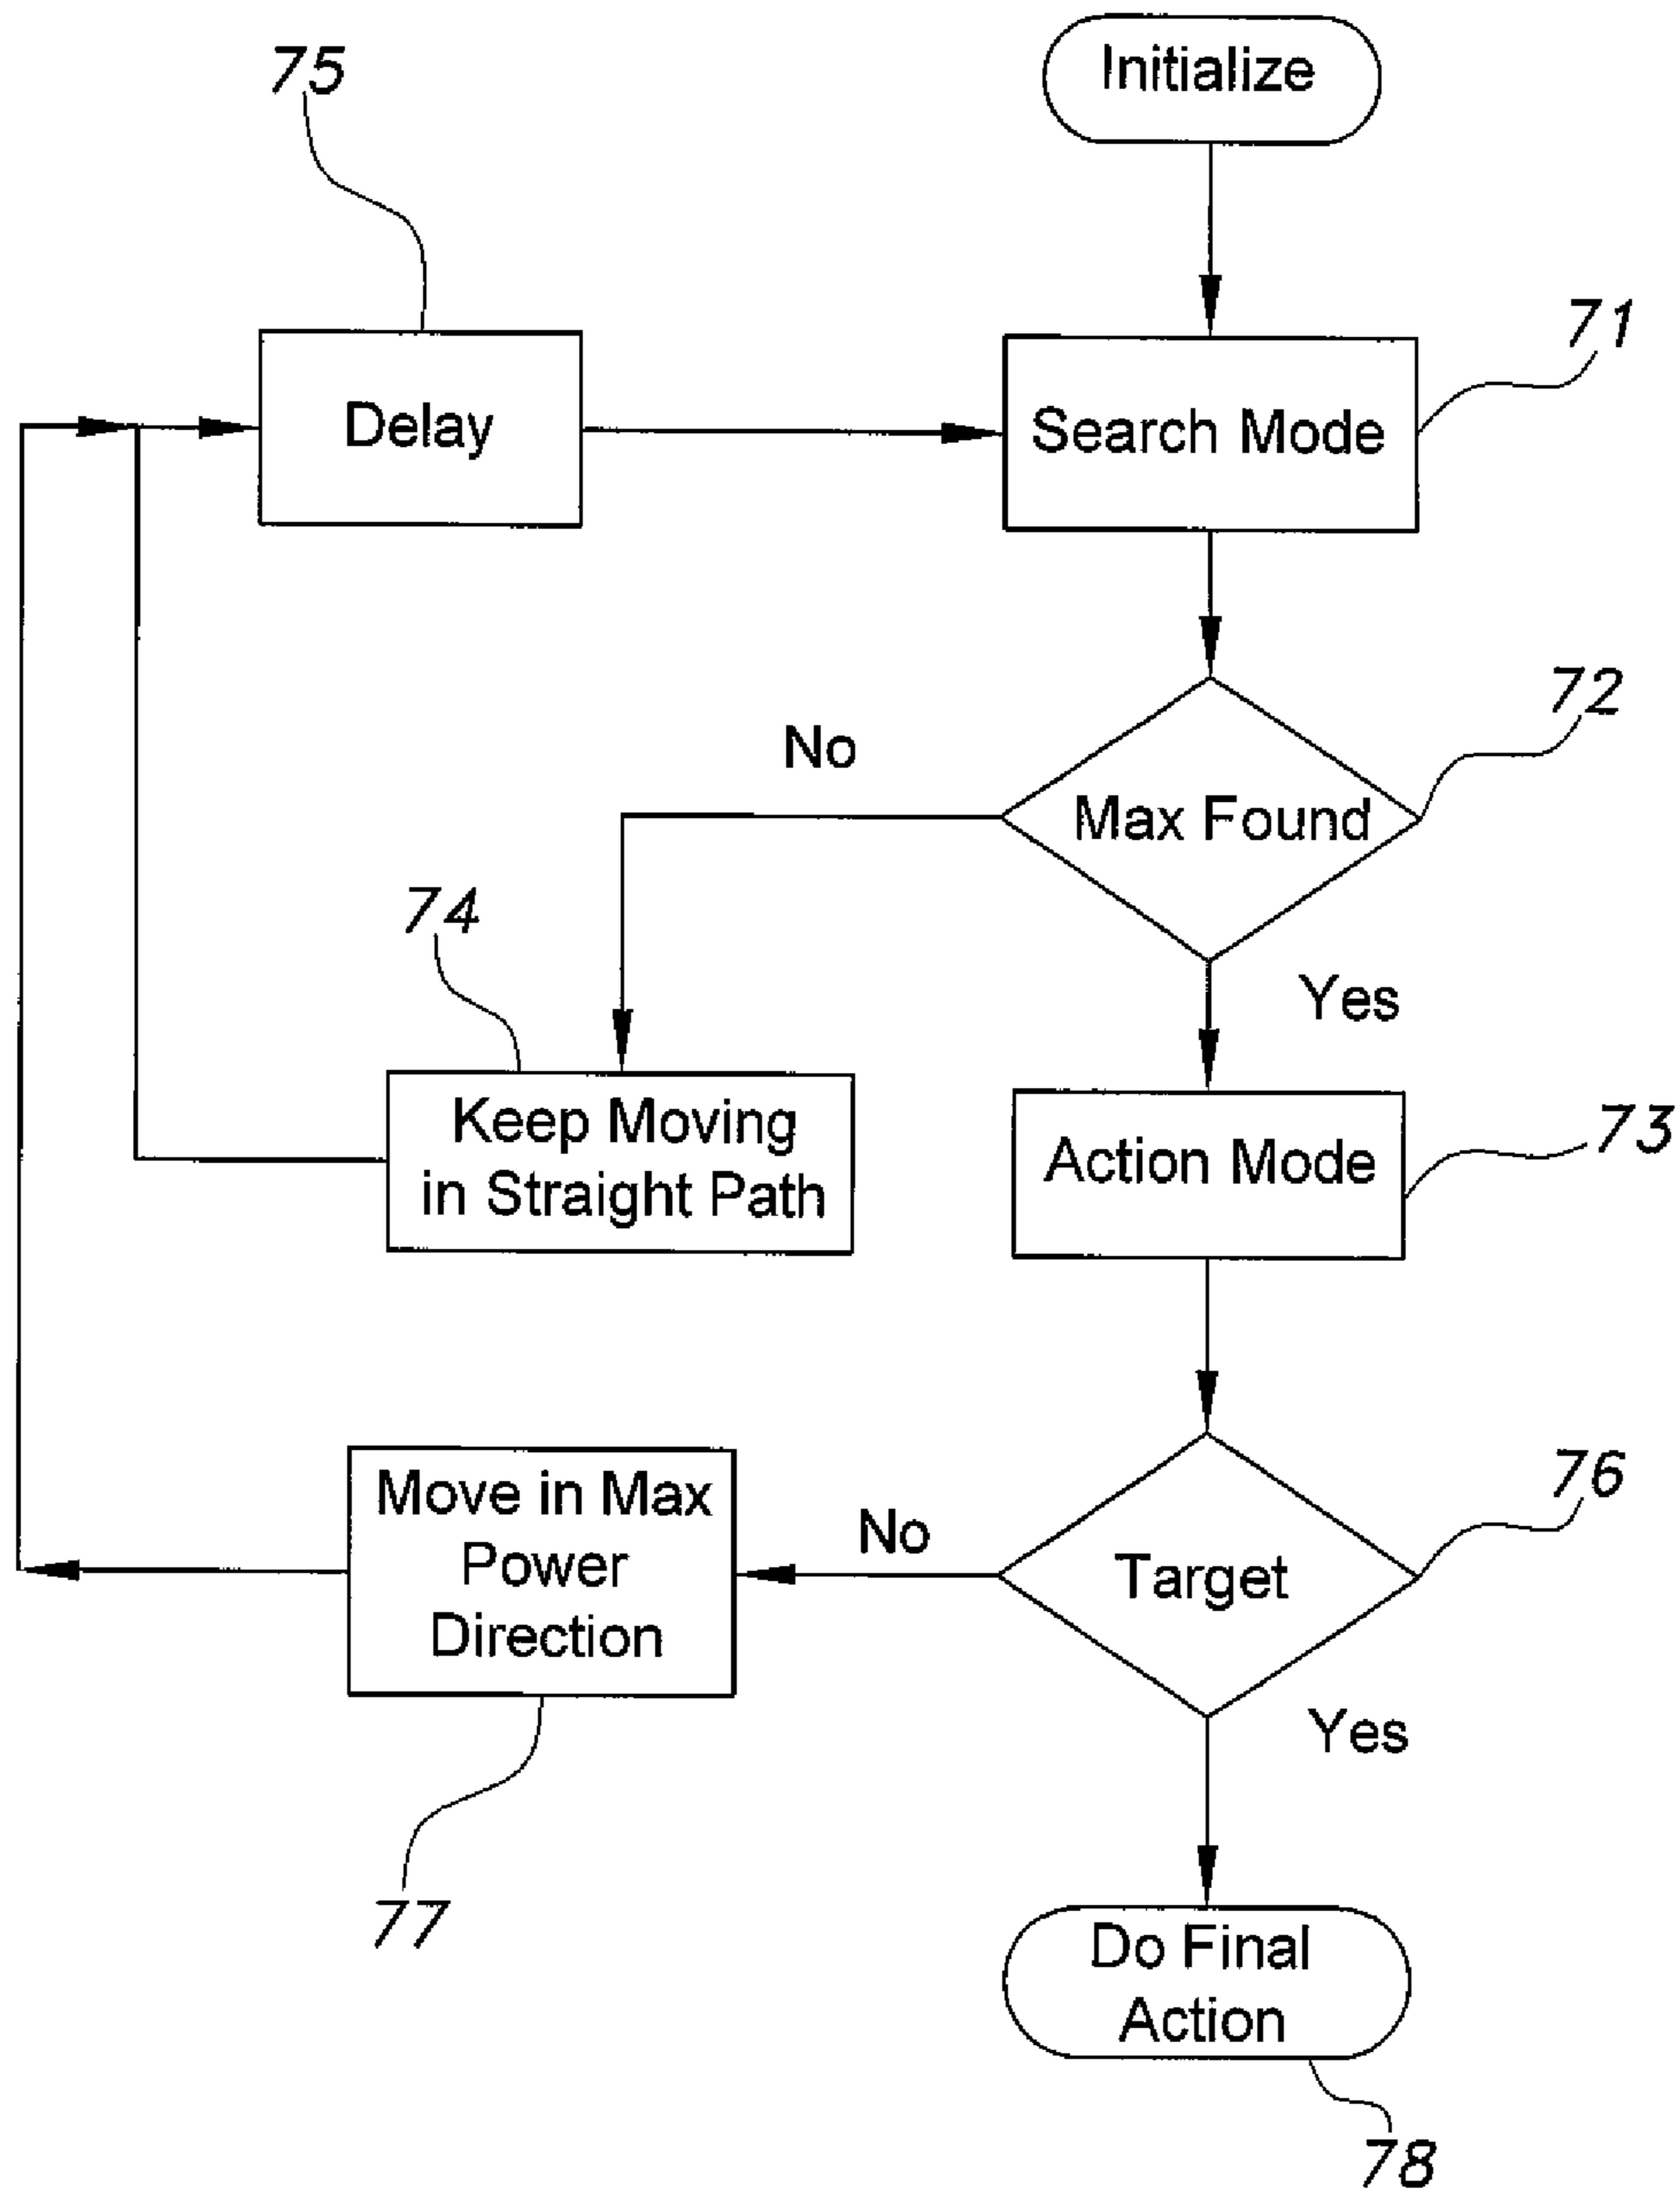 Initialize
75
71
Delay
Search Mode
72
No
Max Found
74
Yes
Keep Moving
in Straight Path
73
Action Mode
76
Move in Max
Power
Direction
No
Target
Yes
77
Do Final
Action
78